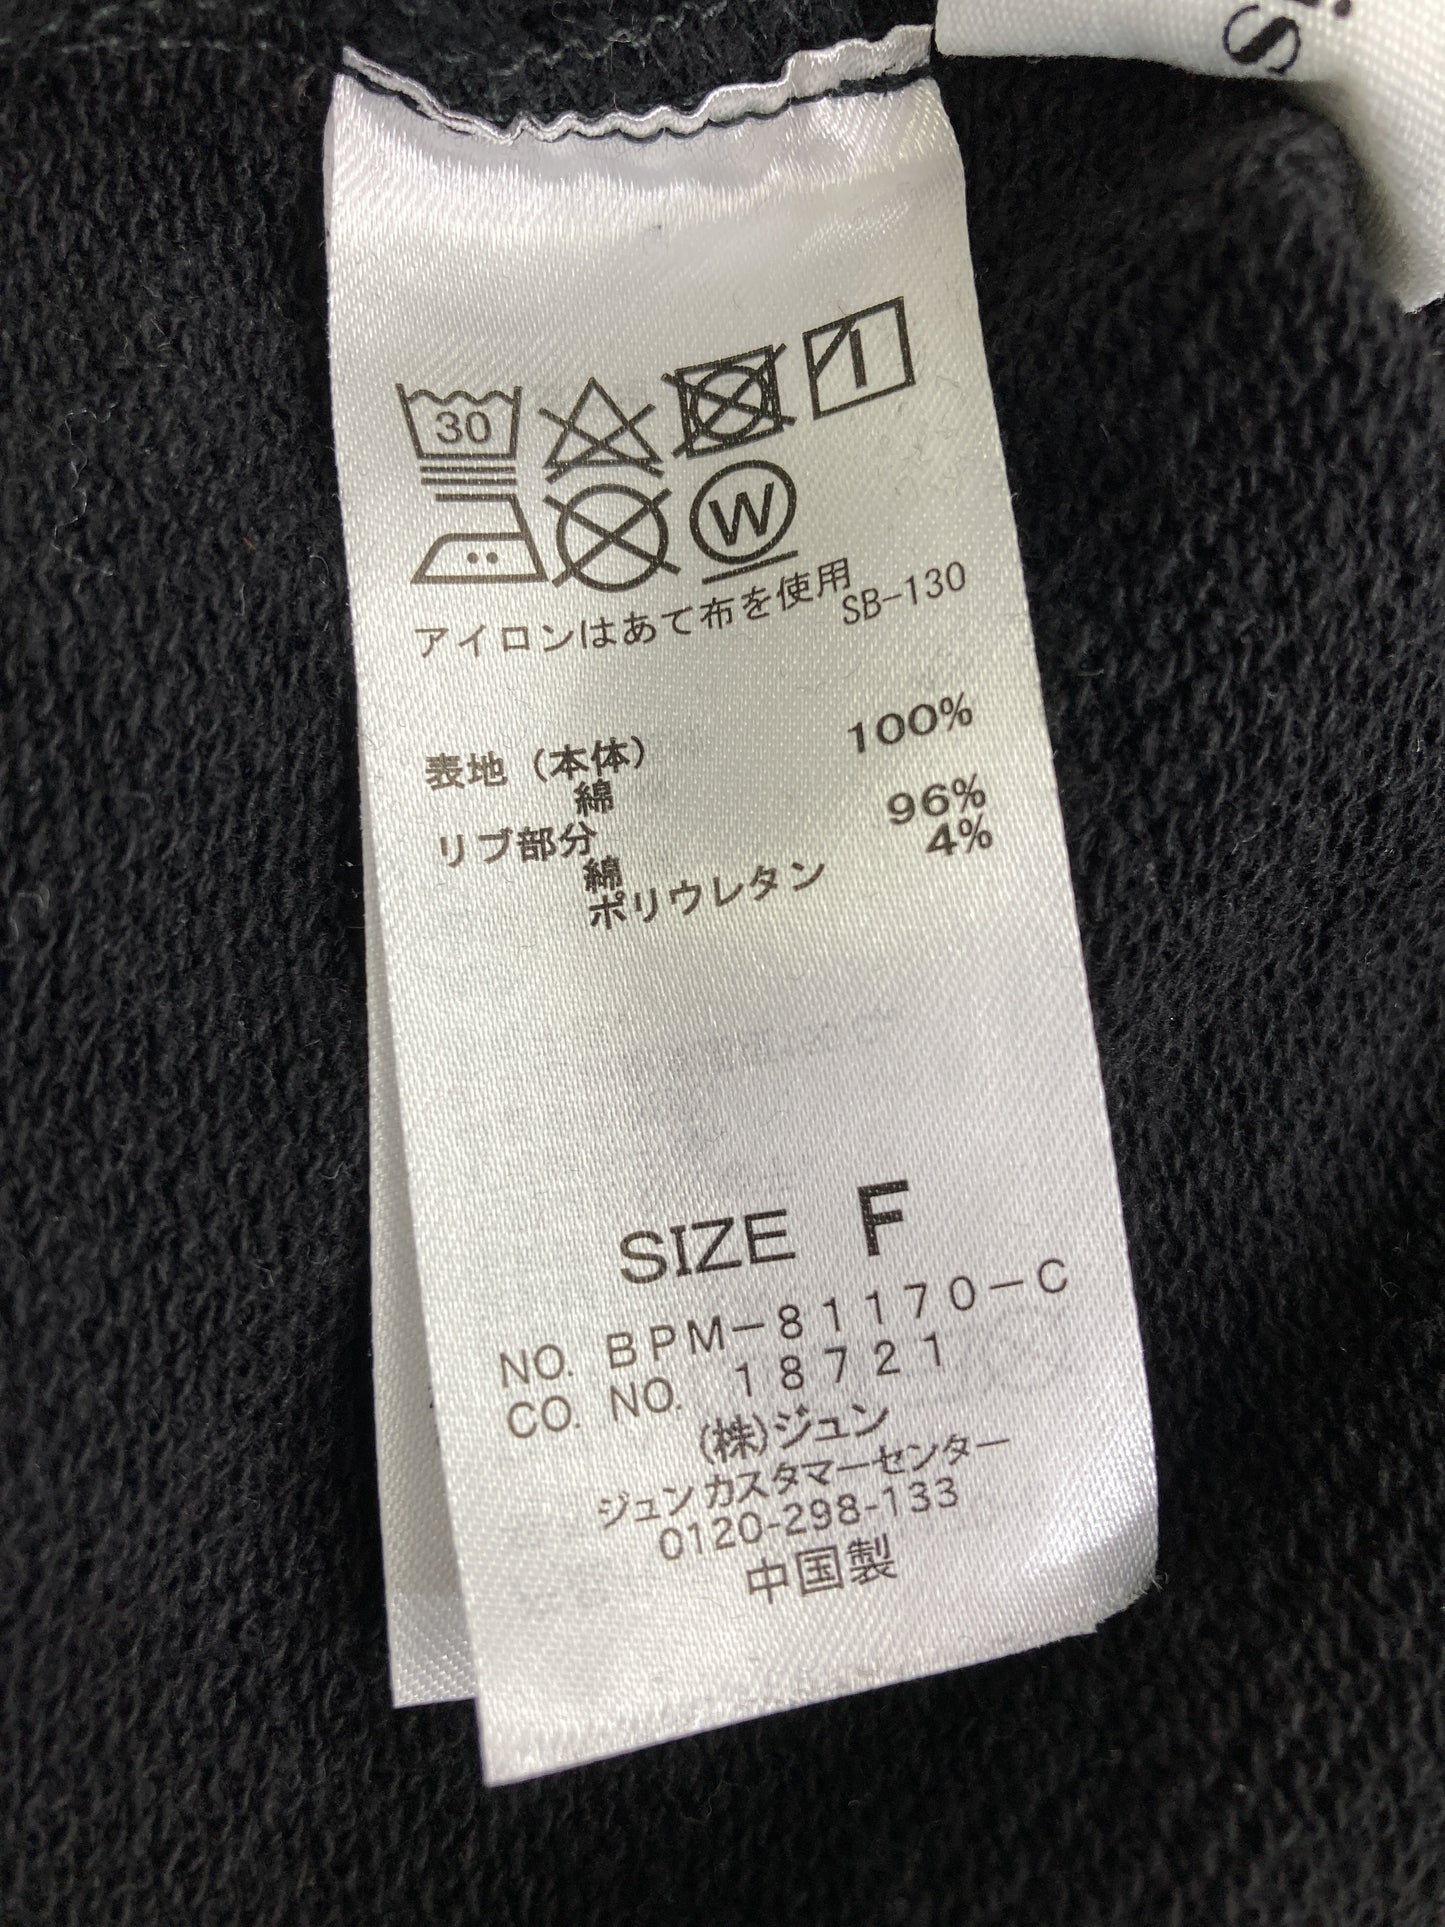 is
30
W
アイロンはあて布を使用
SB-130
表地（本体）
綿 100%
リブ部分
綿 96%
ポリウレタン 4%
SIZE F
NO. BPM-81170-C
CO. NO. 18721
(株)ジュン
ジュンカスタマーセンター
0120-298-133
中国製